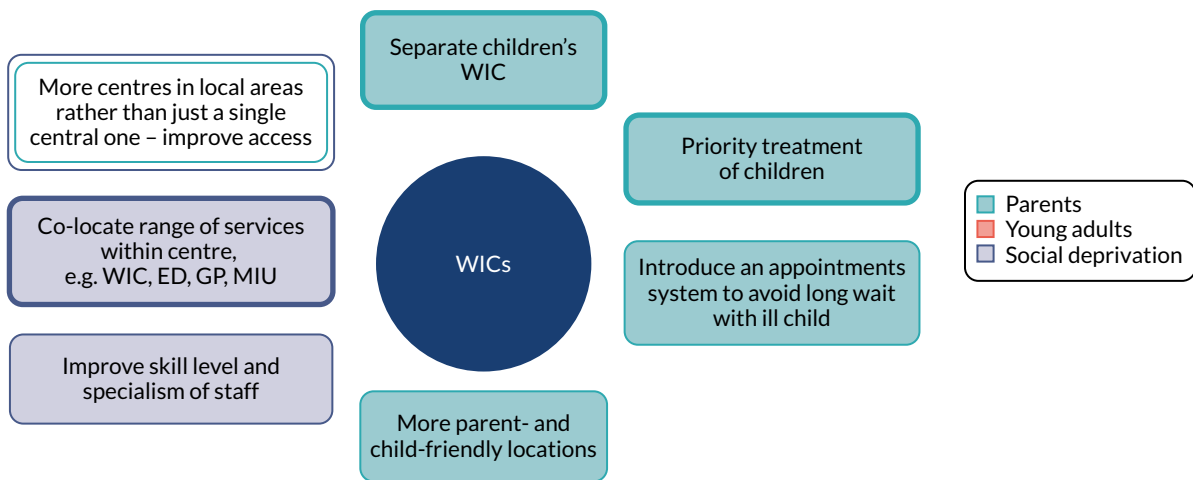 More centres in local areas
rather than just a single
central one – improve access
Co-locate range of services
within centre,
e.g. WIC, ED, GP, MIU
Improve skill level and
specialism of staff
Separate children’s
WIC
WICs
More parent- and
child-friendly locations
Priority treatment
of children
Introduce an appointments
system to avoid long wait
with ill child
Parents
Young adults
Social deprivation